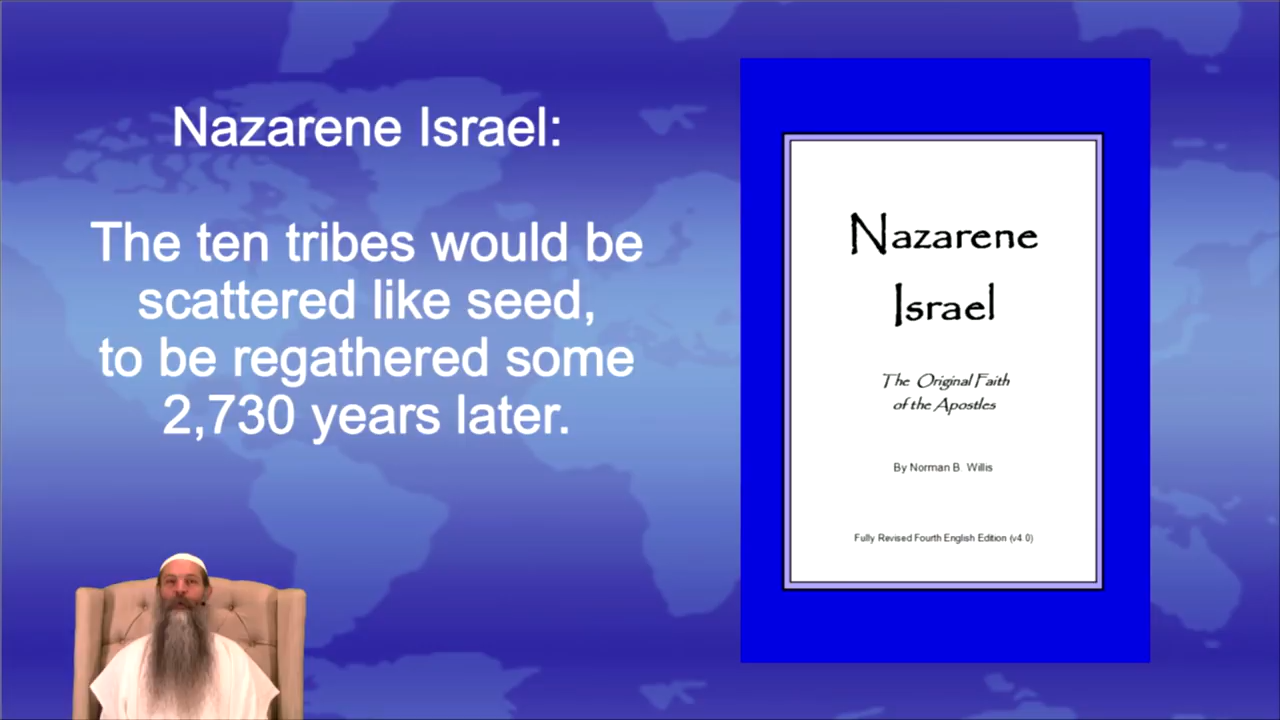 Nazarene Israel:
The ten tribes would be
scattered like seed,
to be regathered some
2,730 years later.
Nazarene
Israel
The Original Faith
of the Apostles
By Norman B. Willis
Fully Revised Fourth English Edition (v4.0)